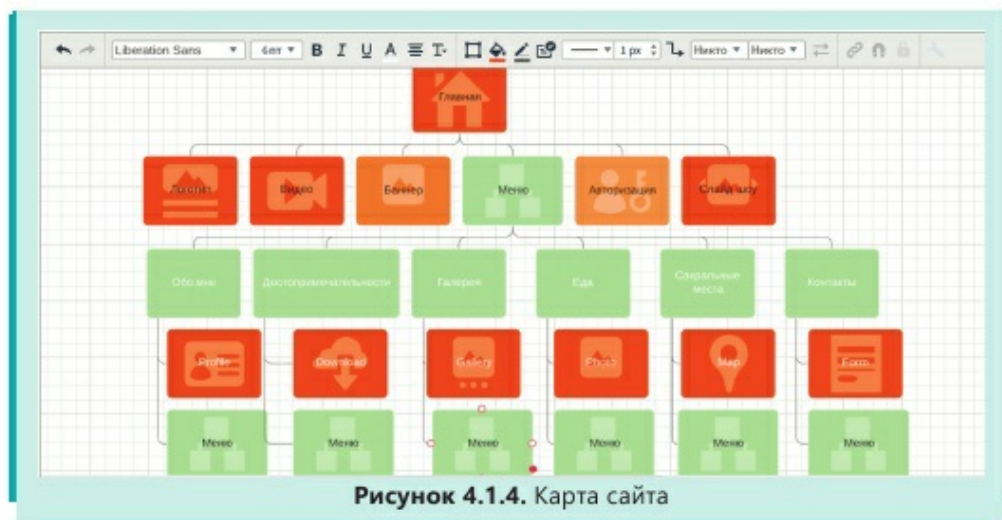 Liberation Sans 6пт B I U A T 1 px Никто Никто
Главная
Логотип Видео Баннер Меню Авторизация Слайд-шоу
Обо мне Достопримечательности Галерея Еда Сакральные
места Контакты
Profile Download Gallery Photo Map Form
Меню Меню Меню Меню Меню Меню
Рисунок 4.1.4. Карта сайта